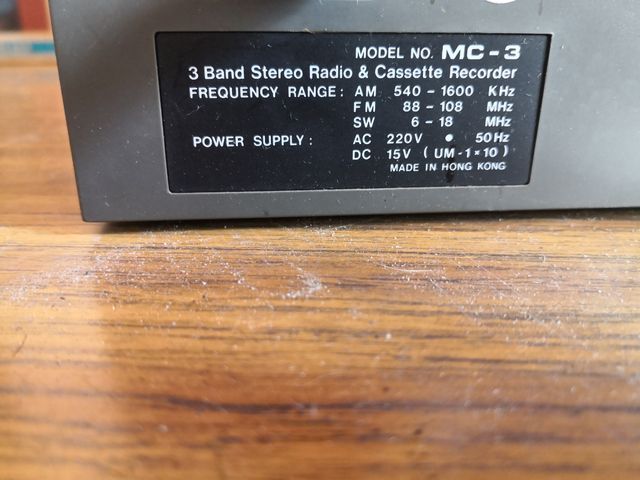 MODEL NO. MC-3
3 Band Stereo Radio & Cassette Recorder
FREQUENCY RANGE: AM 540-1600 KHz
FM 88-108 MHz
SW 6-18 MHz
POWER SUPPLY: AC 220V • 50Hz
DC 15V (UM-1×10)
MADE IN HONG KONG